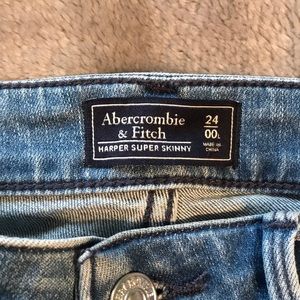 Abercrombie
& Fitch
HARPER SUPER SKINNY
24
00L
MADE IN
CHINA